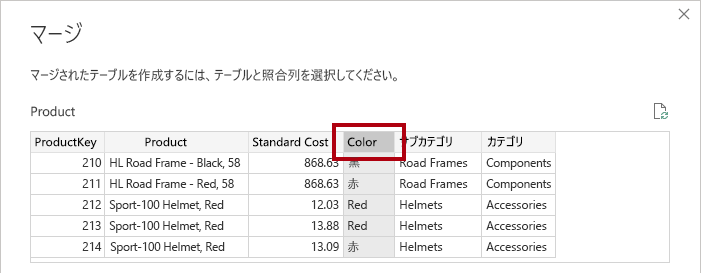 マージ
マージされたテーブルを作成するには、テーブルと照合列を選択してください。
Product
ProductKey Product Standard Cost Color サブカテゴリ カテゴリ
210 HL Road Frame - Black, 58 868.63 黒 Road Frames Components
211 HL Road Frame - Red, 58 868.63 赤 Road Frames Components
212 Sport-100 Helmet, Red 12.03 Red Helmets Accessories
213 Sport-100 Helmet, Red 13.88 Red Helmets Accessories
214 Sport-100 Helmet, Red 13.09 赤 Helmets Accessories